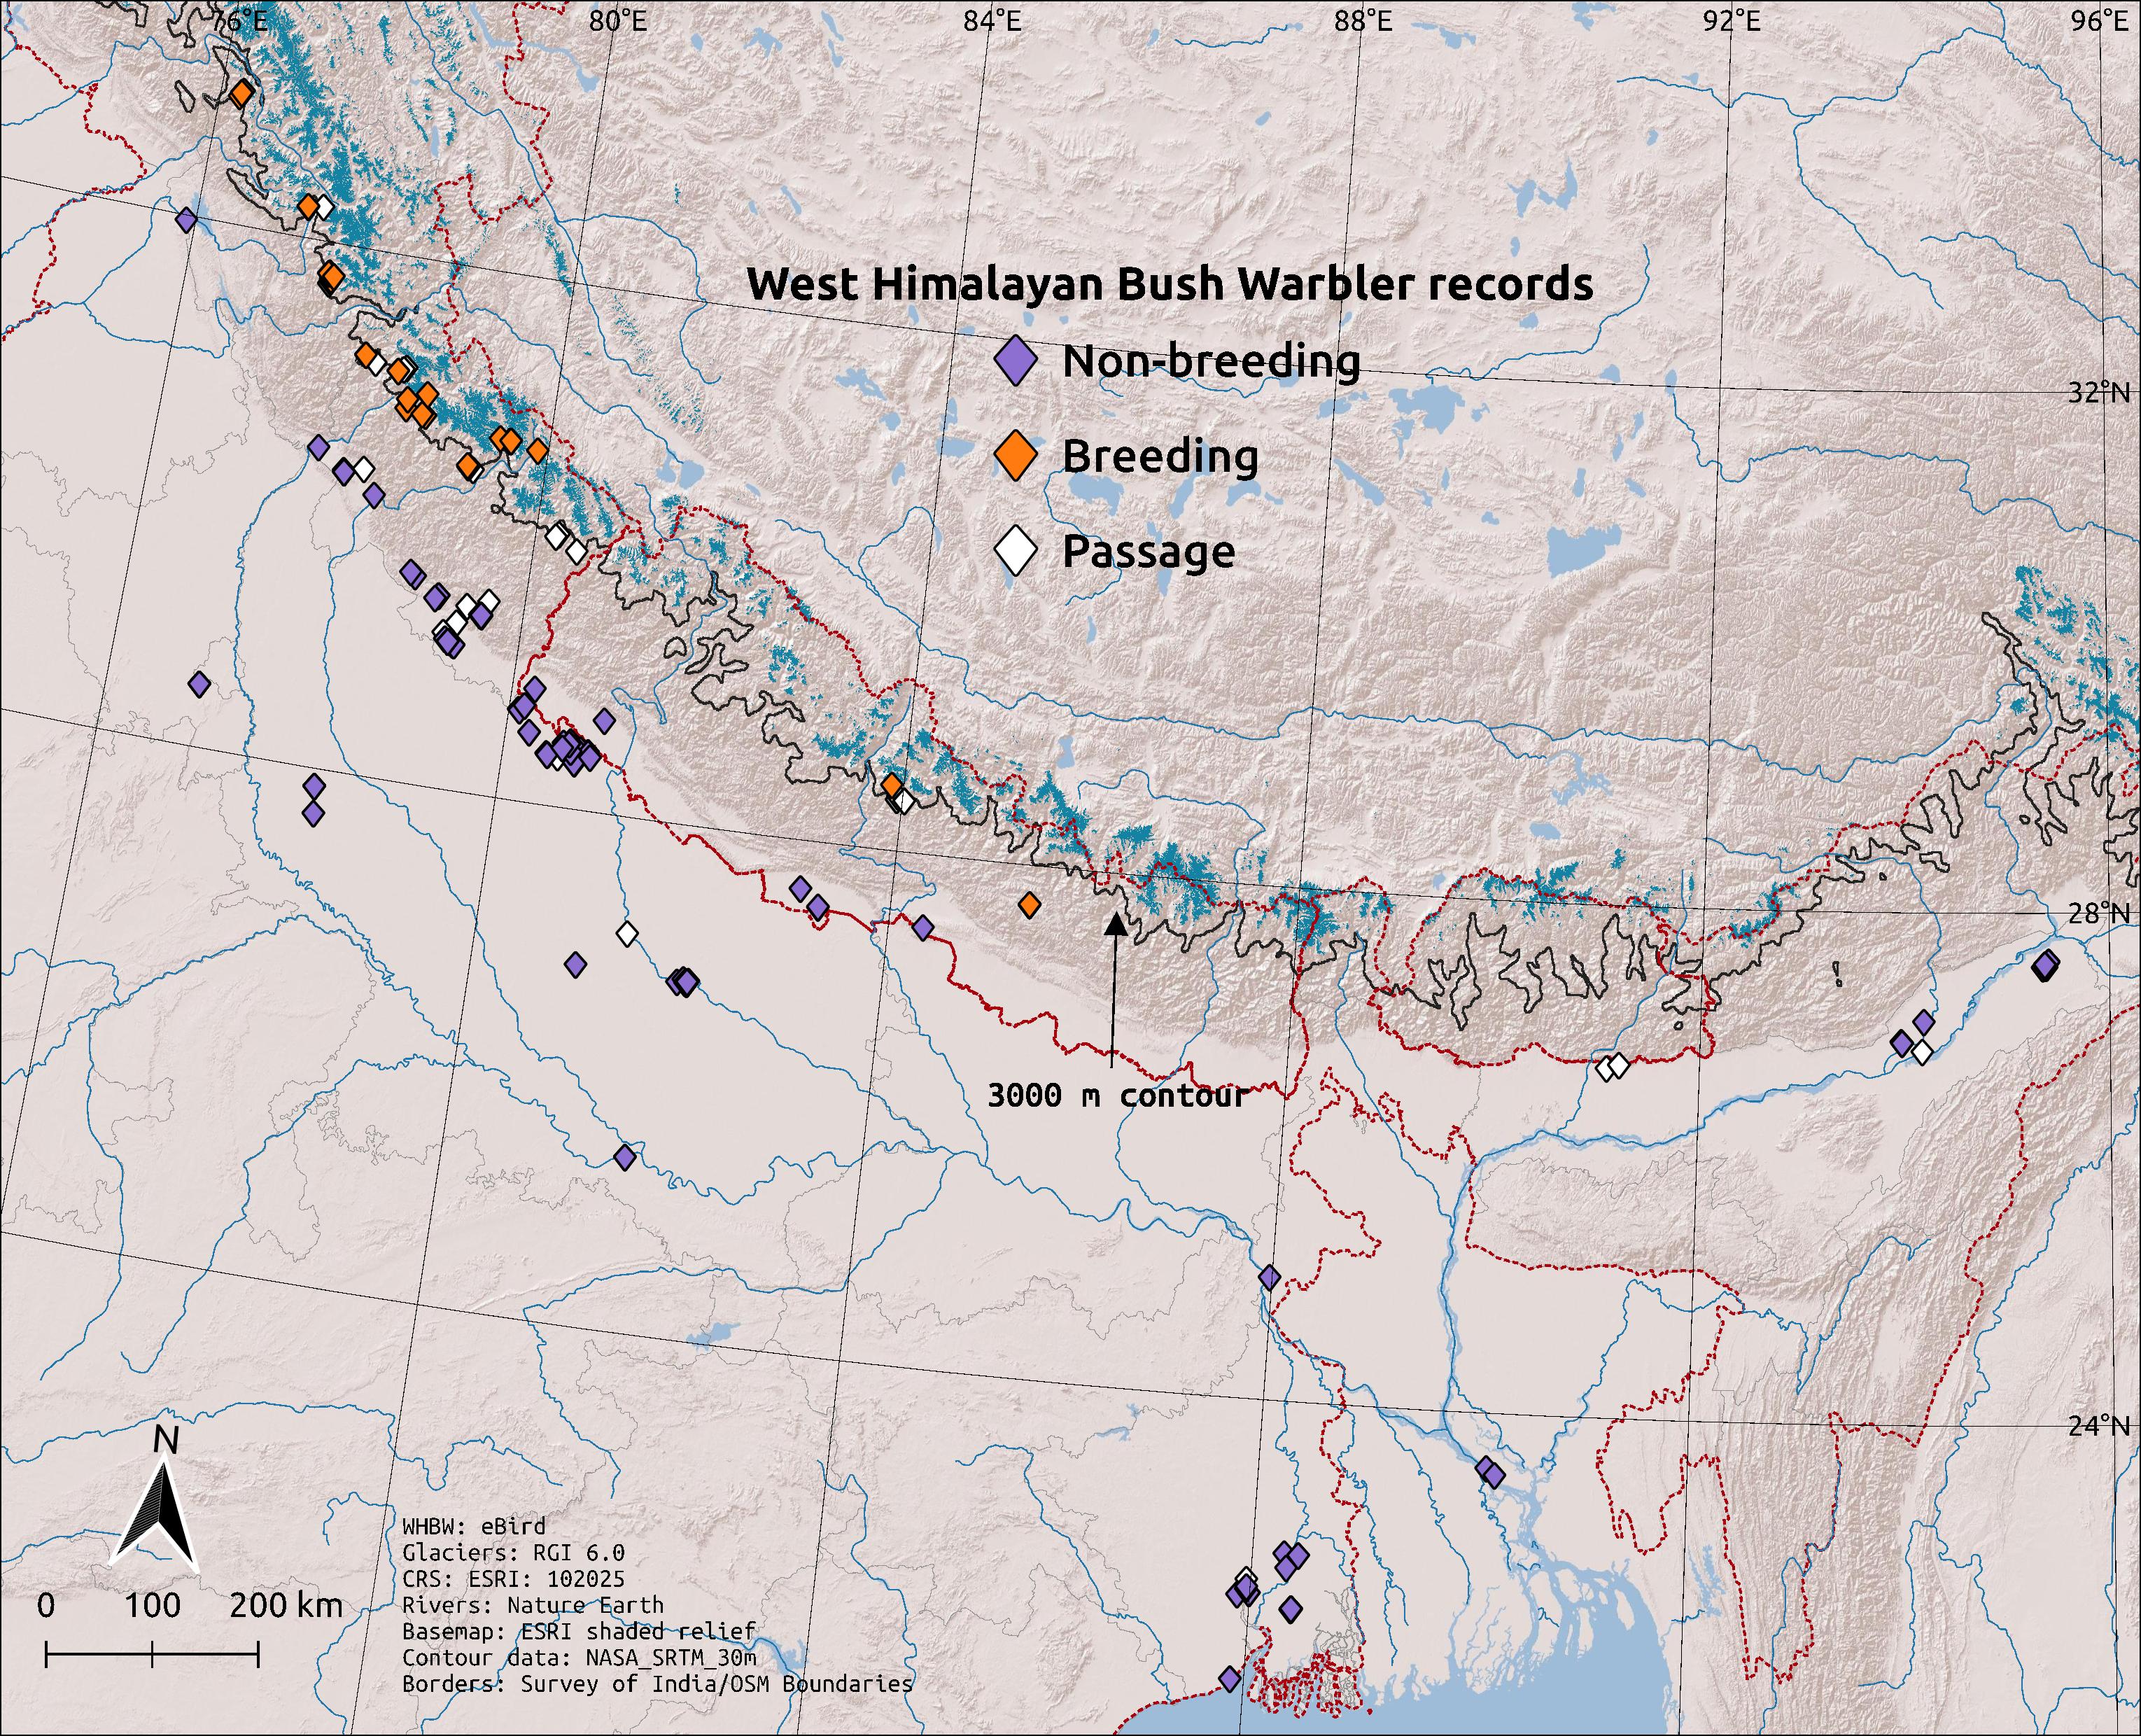 76°E 80°E 84°E 88°E 92°E 96°E
West Himalayan Bush Warbler records
Non-breeding
32°N
Breeding
Passage
28°N
3000 m contour
24°N
N
WHBW: eBird
Glaciers: RGI 6.0
CRS: ESRI: 102025
0 100 200 km
Rivers: Nature Earth
Basemap: ESRI shaded relief
Contour data: NASA_SRTM_30m
Borders: Survey of India/OSM Boundaries